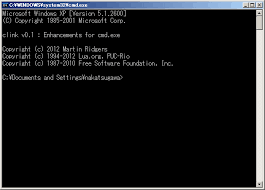 C:\WINDOWS\system32\cmd.exe
Microsoft Windows XP [Version 5.1.2600]
(C) Copyright 1985-2001 Microsoft Corp.
clink v0.1 : Enhancements for cmd.exe
Copyright (c) 2012 Martin Ridgers
Copyright (c) 1994-2012 Lua.org, PUC-Rio
Copyright (c) 1987-2010 Free Software Foundation, Inc.
C:\Documents and Settings\nakatsugawa>